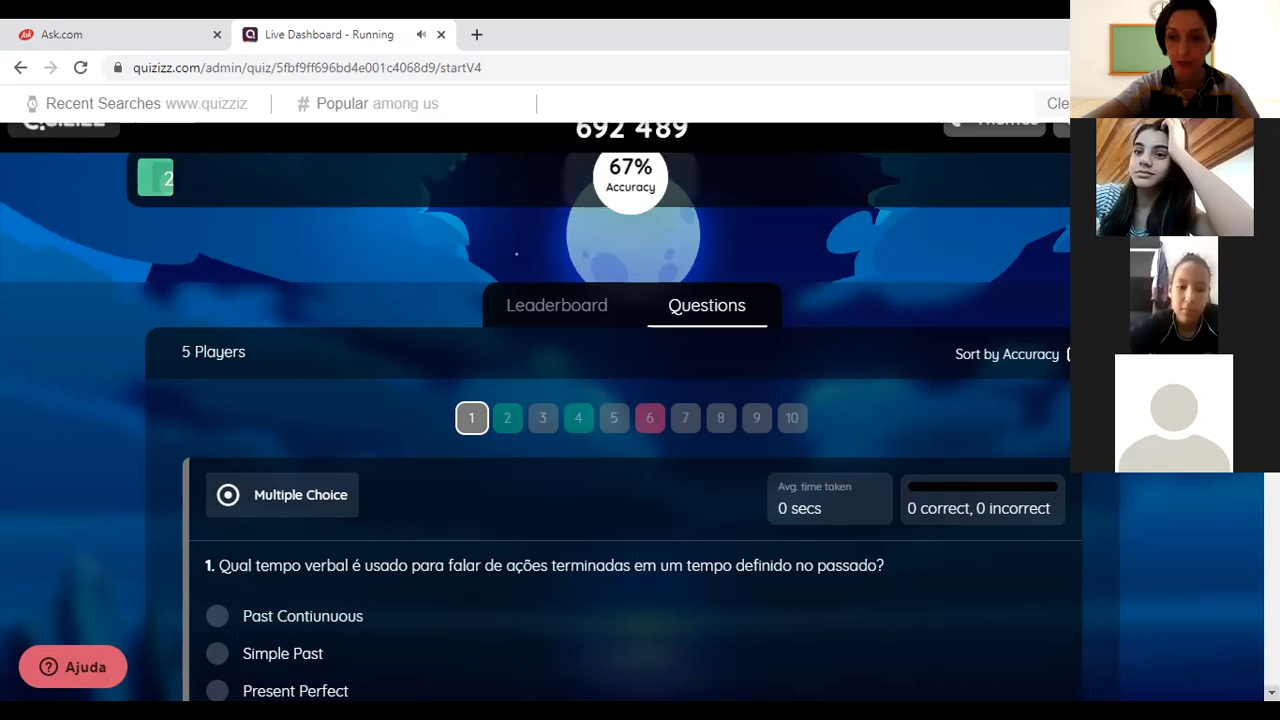 Ask.com
Live Dashboard - Running
quizizz.com/admin/quiz/5fbf9ff696bd4e001c4068d9/startV4
Recent Searches www.quizziz
Popular among us
Cle
692 489
2
67%
Accuracy
Leaderboard
Questions
5 Players
Sort by Accuracy
1 2 3 4 5 6 7 8 9 10
Multiple Choice
Avg. time taken
0 secs
0 correct, 0 incorrect
1. Qual tempo verbal é usado para falar de ações terminadas em um tempo definido no passado?
Past Contiunuous
Simple Past
Present Perfect
Ajuda